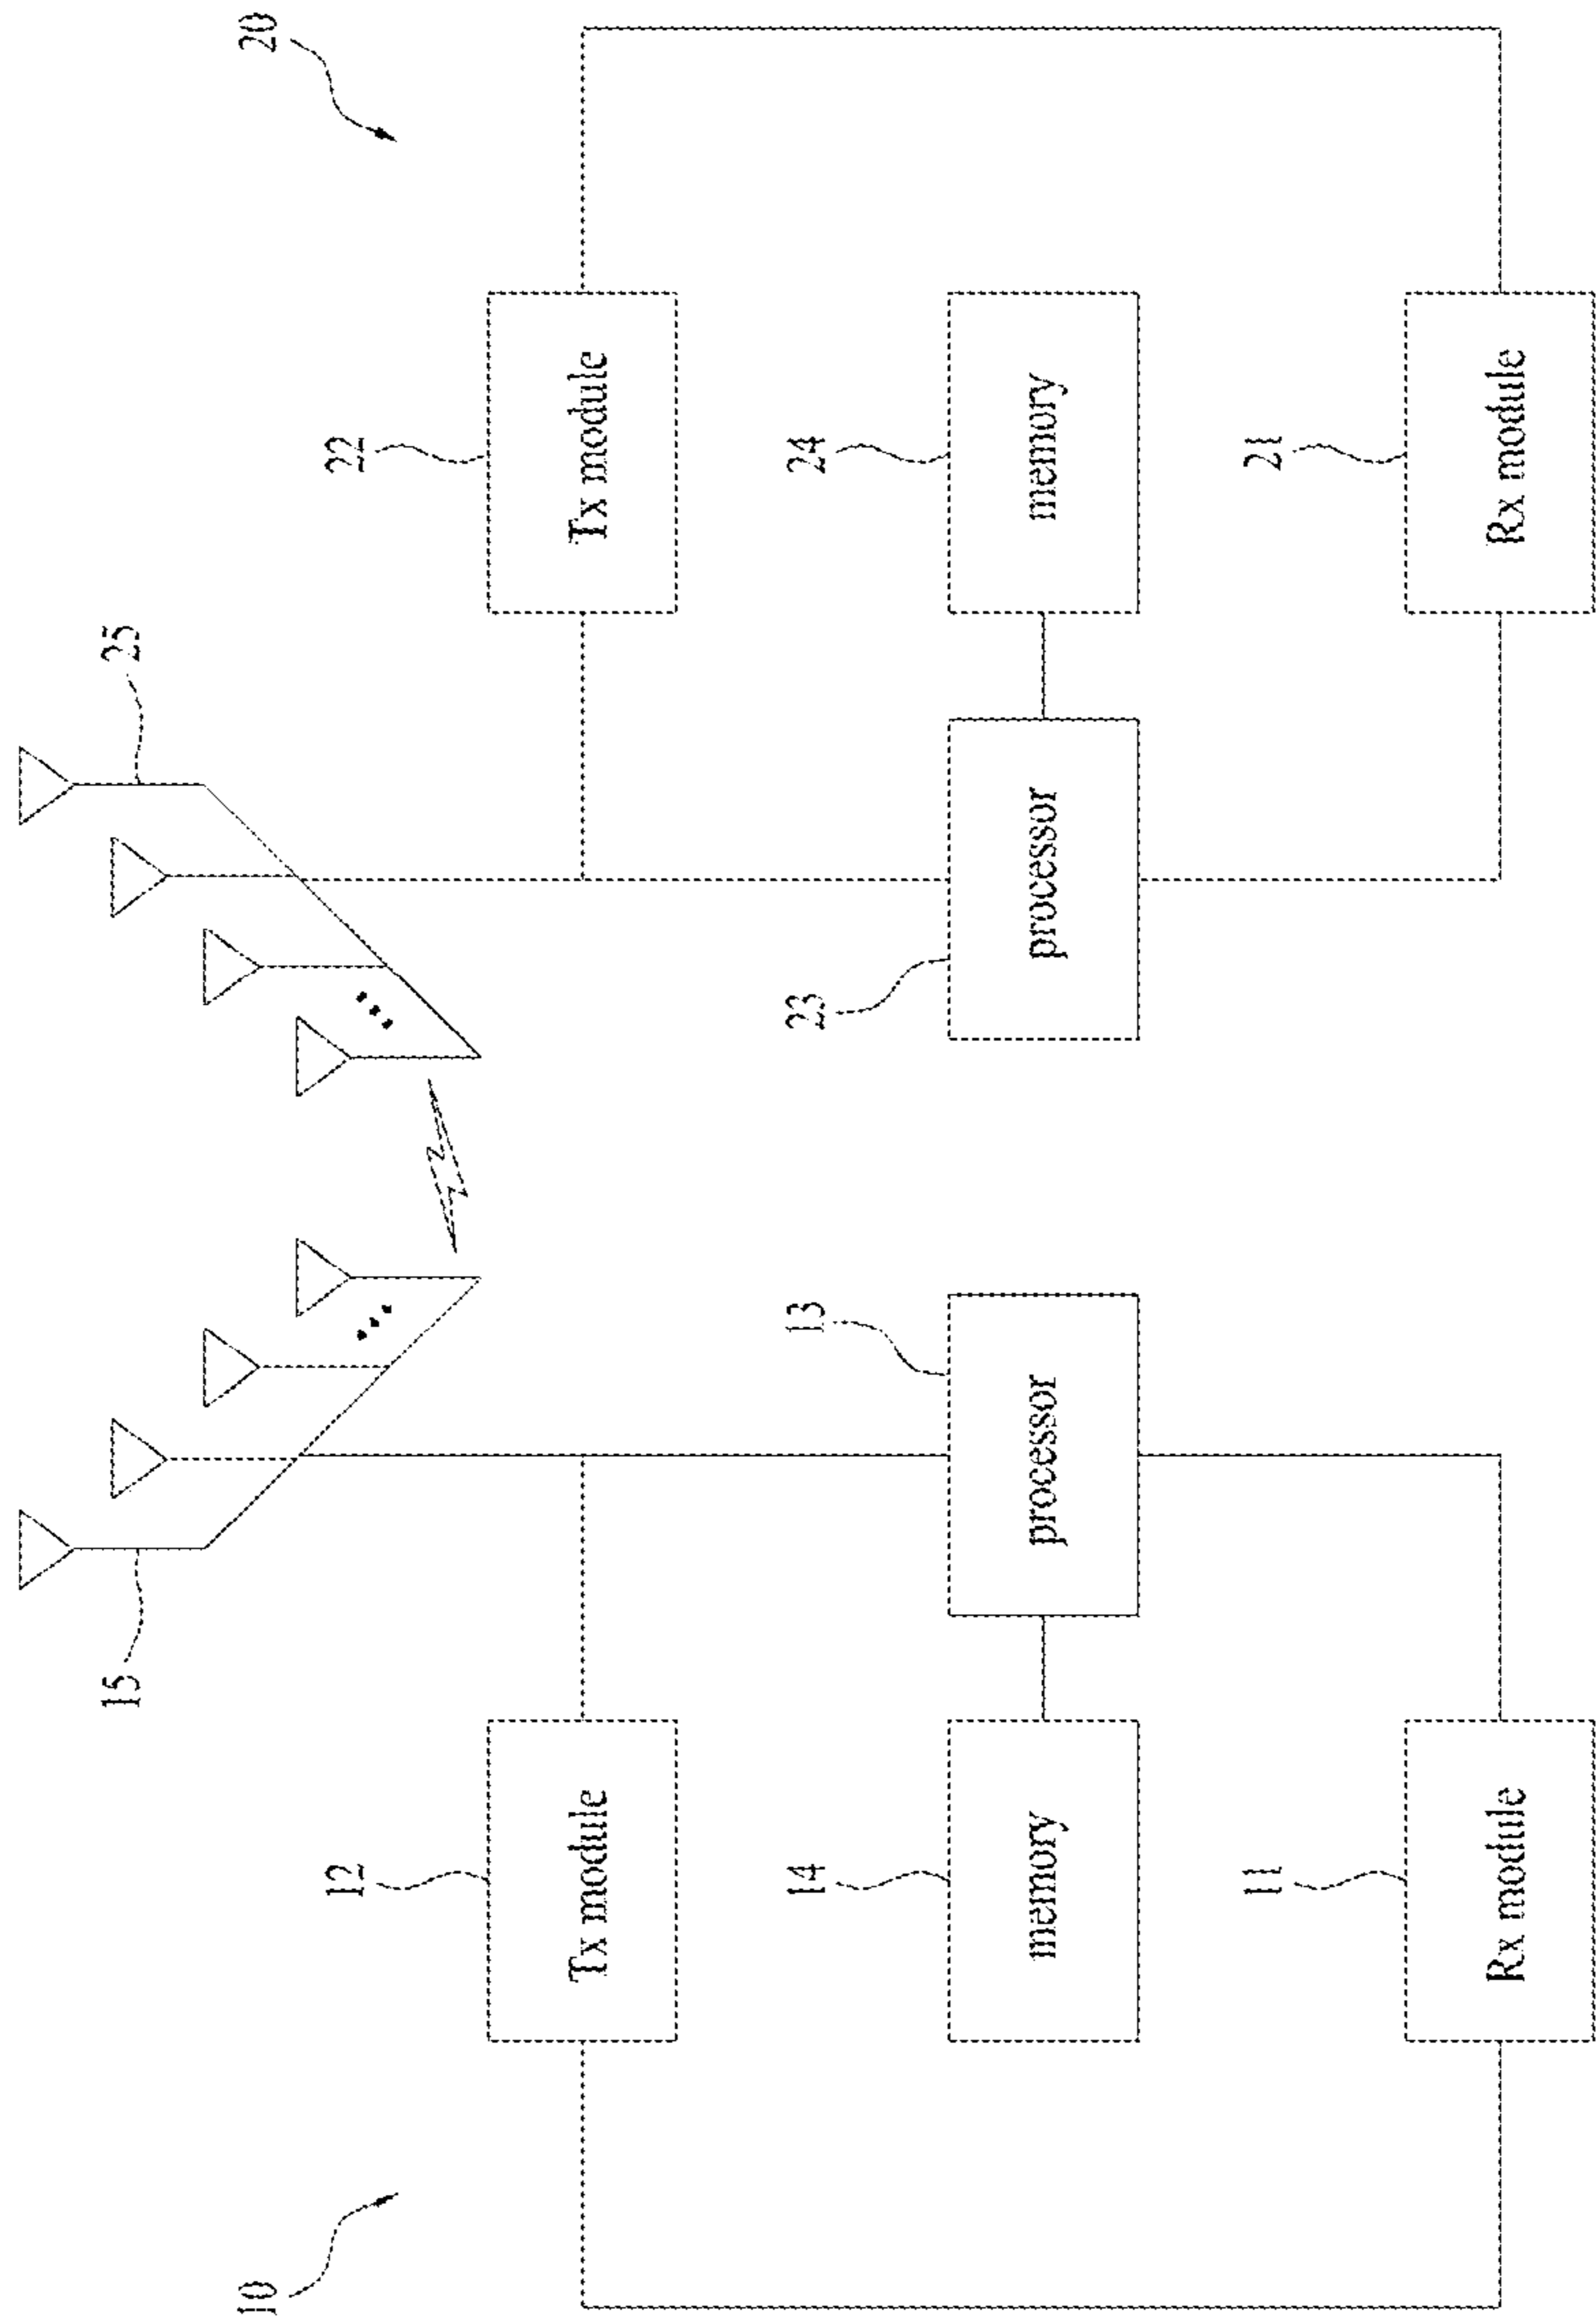 10
20
15
25
12
Tx module
22
Tx module
14
memory
13
processor
23
processor
24
memory
11
Rx module
21
Rx module